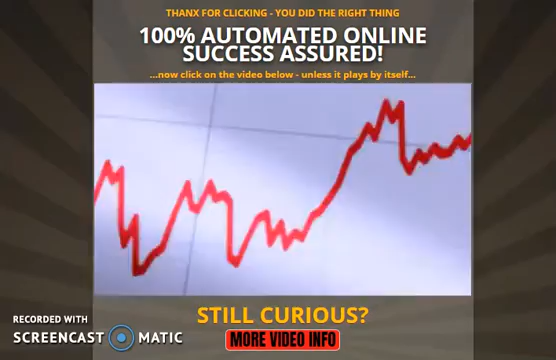 THANX FOR CLICKING - YOU DID THE RIGHT THING
100% AUTOMATED ONLINE
SUCCESS ASSURED!
...now click on the video below - unless it plays by itself...
STILL CURIOUS?
MORE VIDEO INFO
RECORDED WITH
SCREENCAST MATIC